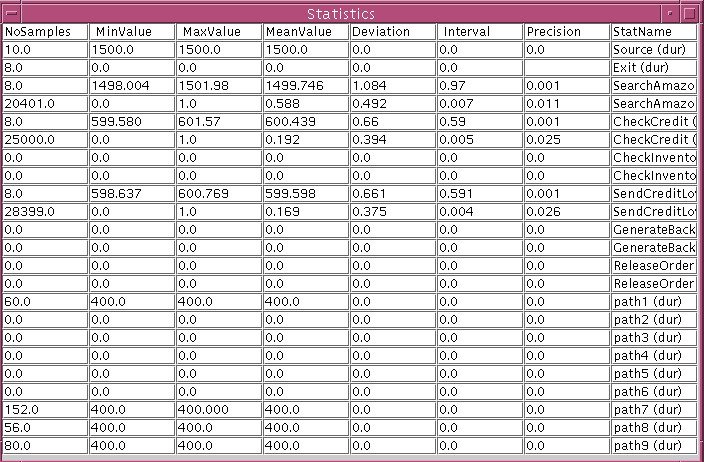 Statistics
NoSamples MinValue MaxValue MeanValue Deviation Interval Precision StatName
10.0 1500.0 1500.0 1500.0 0.0 0.0 0.0 Source (dur)
8.0 0.0 0.0 0.0 0.0 0.0 Exit (dur)
8.0 1498.004 1501.98 1499.746 1.084 0.97 0.001 SearchAmazo
20401.0 0.0 1.0 0.588 0.492 0.007 0.011 SearchAmazo
8.0 599.580 601.57 600.439 0.66 0.59 0.001 CheckCredit (
25000.0 0.0 1.0 0.192 0.394 0.005 0.025 CheckCredit (
0.0 0.0 0.0 0.0 0.0 0.0 0.0 CheckInvento
0.0 0.0 0.0 0.0 0.0 0.0 0.0 CheckInvento
8.0 598.637 600.769 599.598 0.661 0.591 0.001 SendCreditLo
28399.0 0.0 1.0 0.169 0.375 0.004 0.026 SendCreditLo
0.0 0.0 0.0 0.0 0.0 0.0 0.0 GenerateBack
0.0 0.0 0.0 0.0 0.0 0.0 0.0 GenerateBack
0.0 0.0 0.0 0.0 0.0 0.0 0.0 ReleaseOrder
0.0 0.0 0.0 0.0 0.0 0.0 0.0 ReleaseOrder
60.0 400.0 400.0 400.0 0.0 0.0 0.0 path1 (dur)
0.0 0.0 0.0 0.0 0.0 0.0 0.0 path2 (dur)
0.0 0.0 0.0 0.0 0.0 0.0 0.0 path3 (dur)
0.0 0.0 0.0 0.0 0.0 0.0 0.0 path4 (dur)
0.0 0.0 0.0 0.0 0.0 0.0 0.0 path5 (dur)
0.0 0.0 0.0 0.0 0.0 0.0 0.0 path6 (dur)
152.0 400.0 400.000 400.0 0.0 0.0 0.0 path7 (dur)
56.0 400.0 400.0 400.0 0.0 0.0 0.0 path8 (dur)
80.0 400.0 400.0 400.0 0.0 0.0 0.0 path9 (dur)